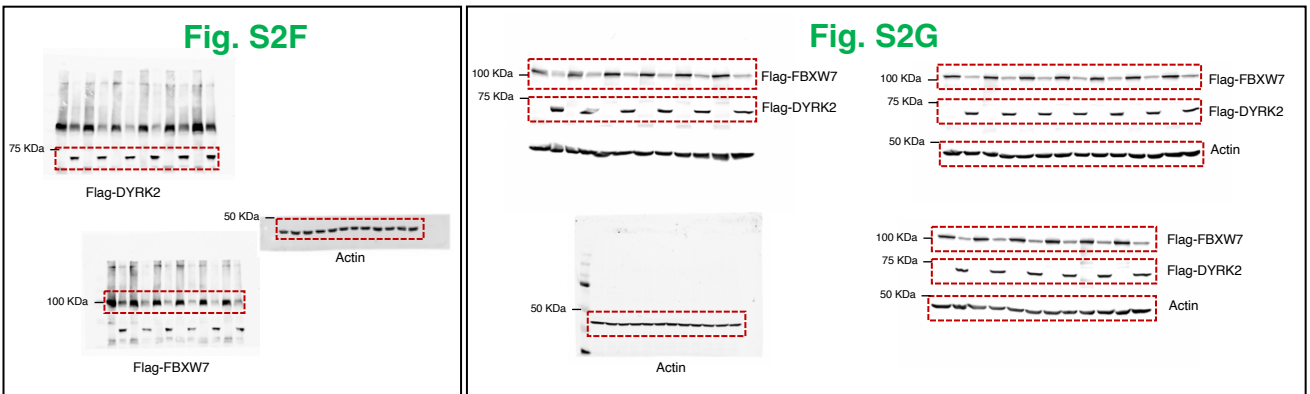 Fig. S2F
75 KDa
Flag-DYRK2
50 KDa
Actin
100 KDa
Flag-FBXW7
Fig. S2G
100 KDa
Flag-FBXW7
75 KDa
Flag-DYRK2
50 KDa
Actin
100 KDa
Flag-FBXW7
75 KDa
Flag-DYRK2
50 KDa
Actin
100 KDa
Flag-FBXW7
75 KDa
Flag-DYRK2
50 KDa
Actin